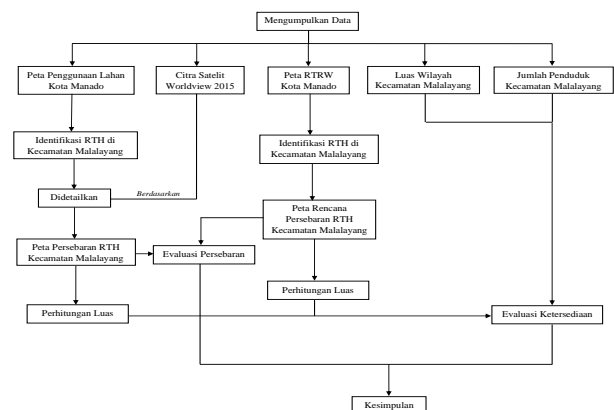 Mengumpulkan Data
Peta Penggunaan Lahan
Kota Manado
Citra Satelit
Worldview 2015
Peta RTRW
Kota Manado
Luas Wilayah
Kecamatan Malalayang
Jumlah Penduduk
Kecamatan Malalayang
Identifikasi RTH di
Kecamatan Malalayang
Identifikasi RTH di
Kecamatan Malalayang
Didetailkan
Berdasarkan
Peta Rencana
Persebaran RTH
Kecamatan Malalayang
Peta Persebaran RTH
Kecamatan Malalayang
Evaluasi Persebaran
Perhitungan Luas
Perhitungan Luas
Evaluasi Ketersediaan
Kesimpulan